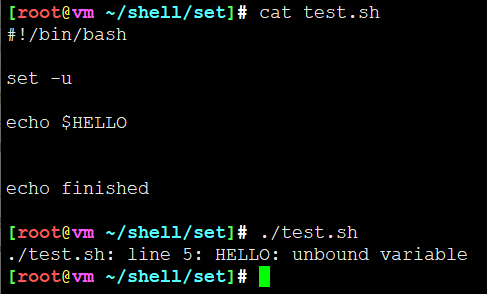 [root@vm ~/shell/set]# cat test.sh
#!/bin/bash
set -u
echo $HELLO
echo finished
[root@vm ~/shell/set]# ./test.sh
./test.sh: line 5: HELLO: unbound variable
[root@vm ~/shell/set]#